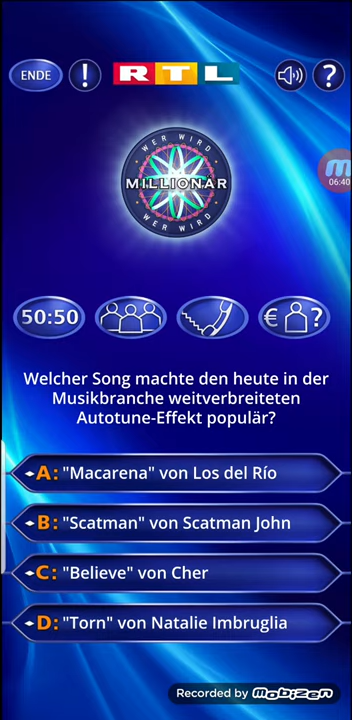 ENDE
!
RTL
?
WER WIRD
MILLIONÄR
WER WIRD
06:40
50:50
€ ?
Welcher Song machte den heute in der
Musikbranche weitverbreiteten
Autotune-Effekt populär?
A: "Macarena" von Los del Río
B: "Scatman" von Scatman John
C: "Believe" von Cher
D: "Torn" von Natalie Imbruglia
Recorded by Mobizen